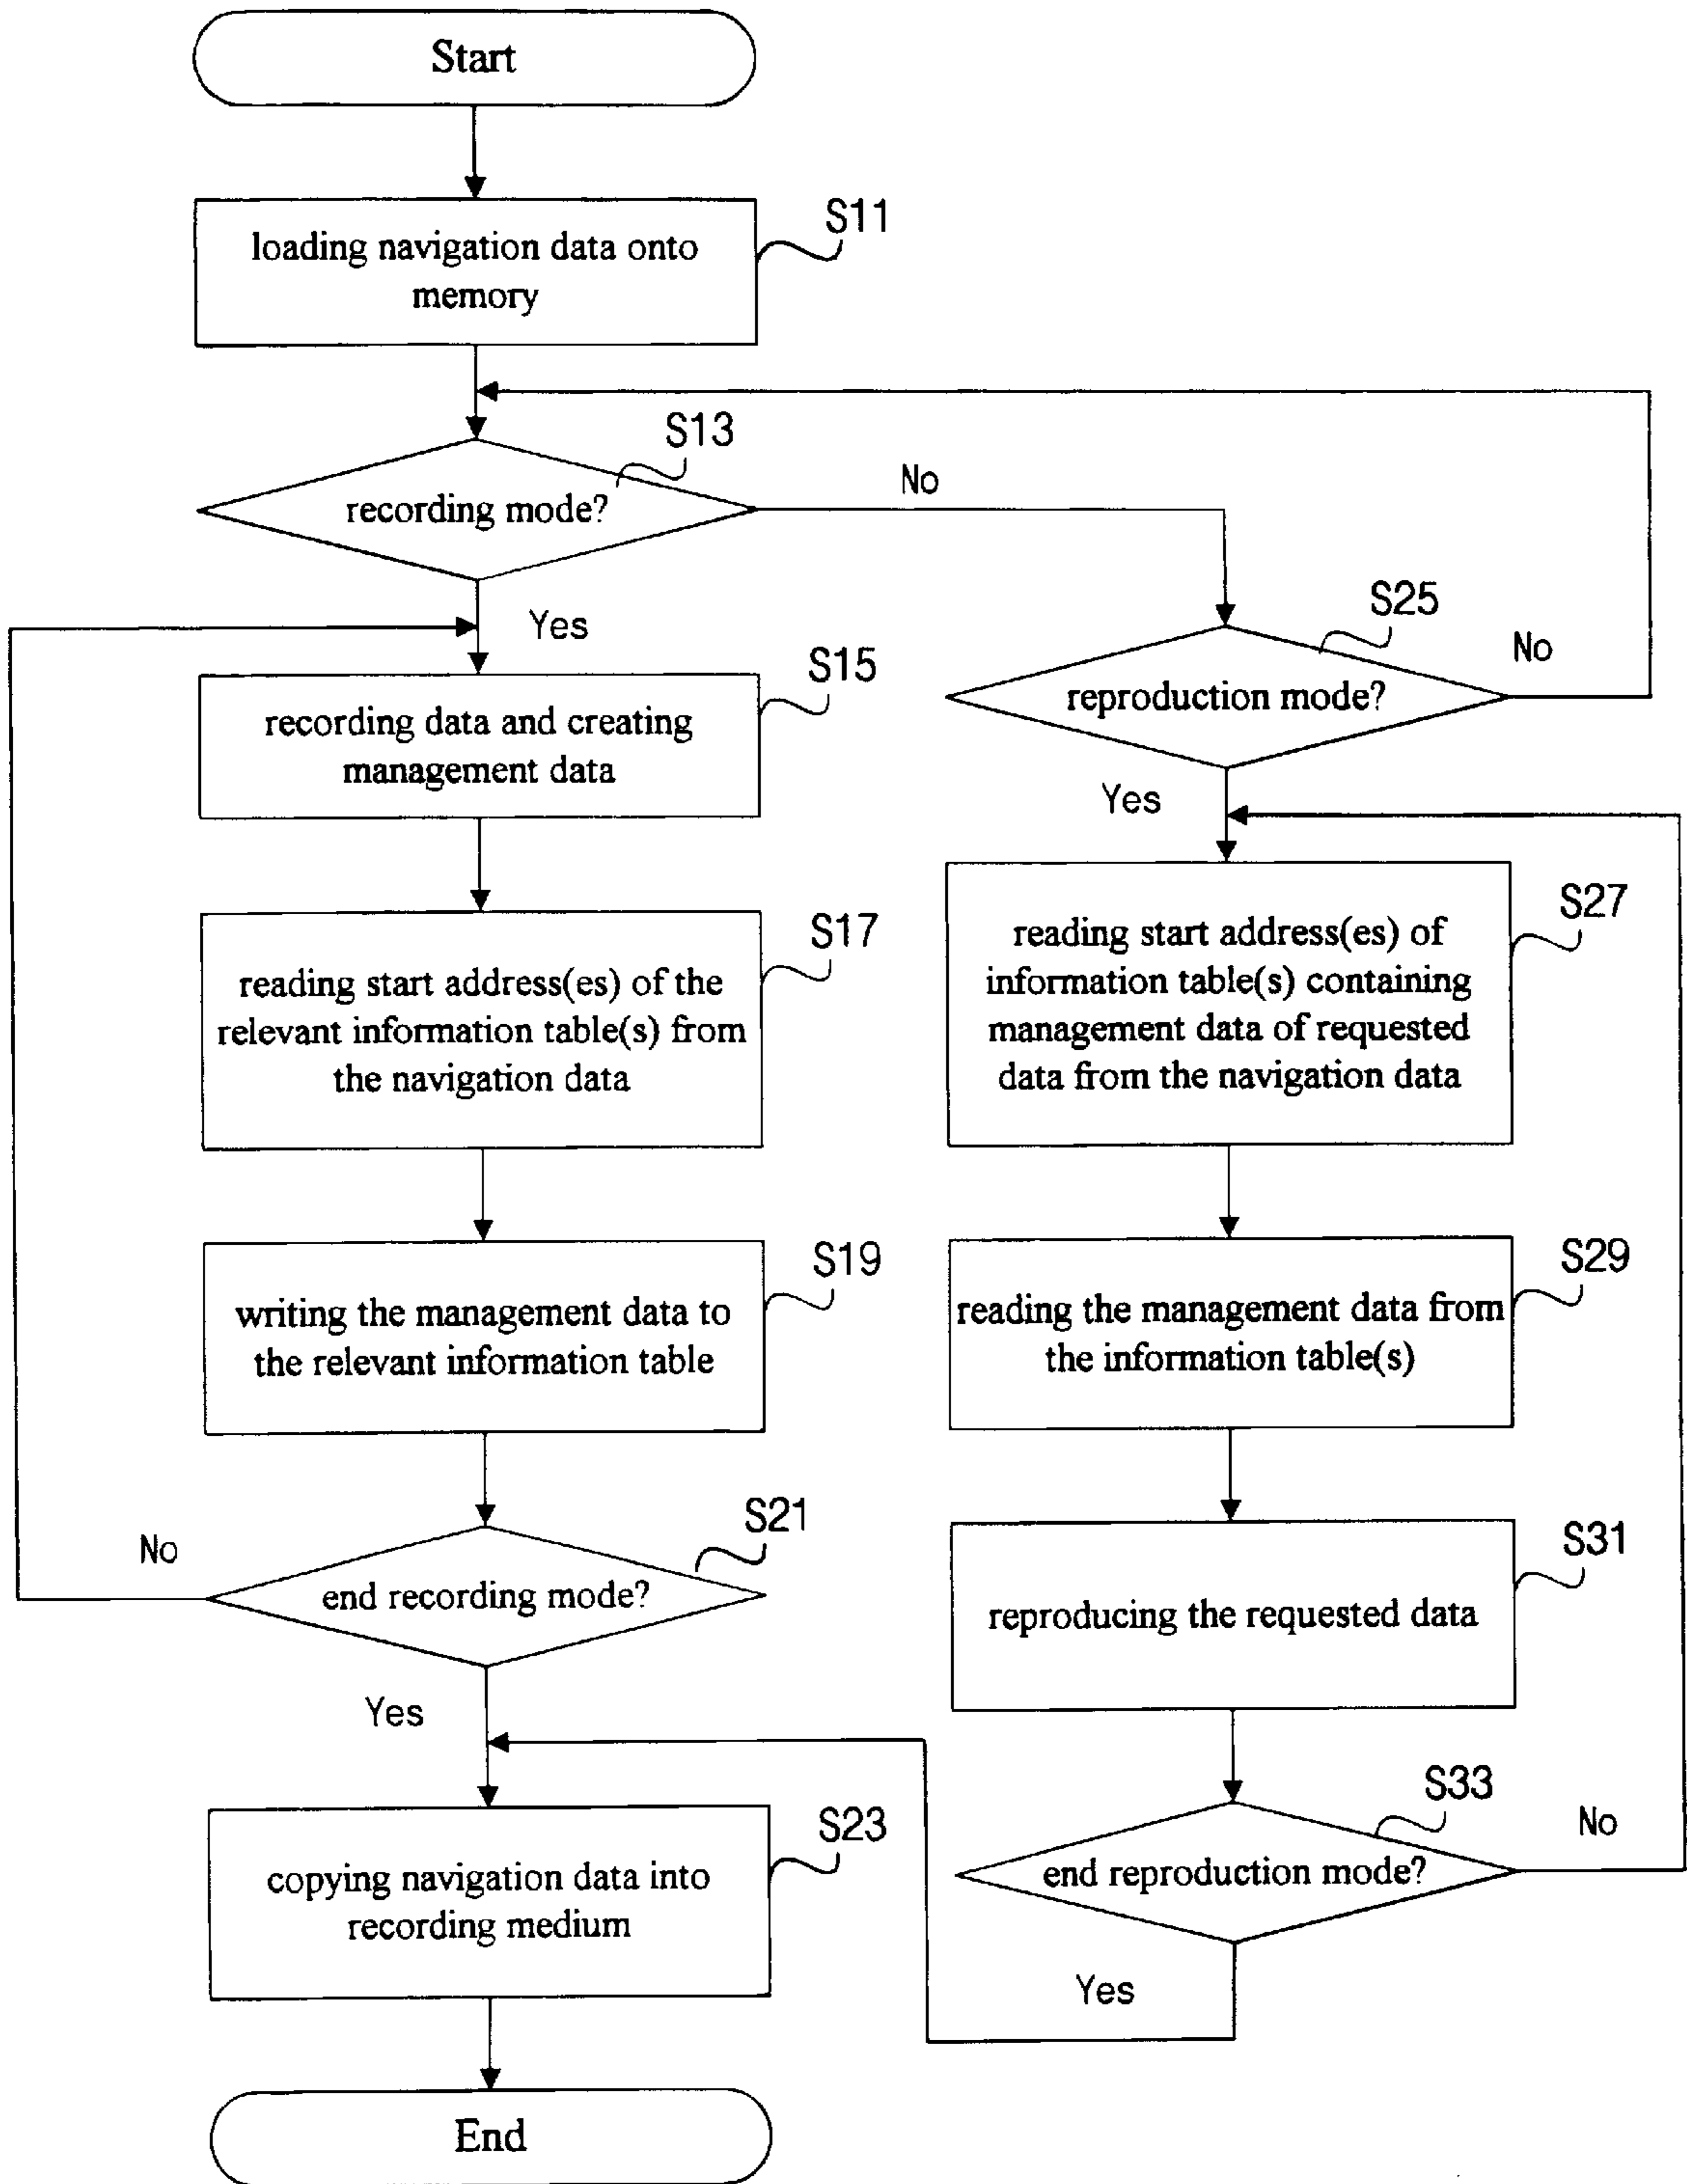 Start
S11
loading navigation data onto
memory
S13
recording mode?
No
Yes
S15
recording data and creating
management data
S17
reading start address(es) of the
relevant information table(s) from
the navigation data
S19
writing the management data to
the relevant information table
S21
No
end recording mode?
Yes
S23
copying navigation data into
recording medium
End
S25
No
reproduction mode?
Yes
S27
reading start address(es) of
information table(s) containing
management data of requested
data from the navigation data
S29
reading the management data from
the information table(s)
S31
reproducing the requested data
S33
No
end reproduction mode?
Yes